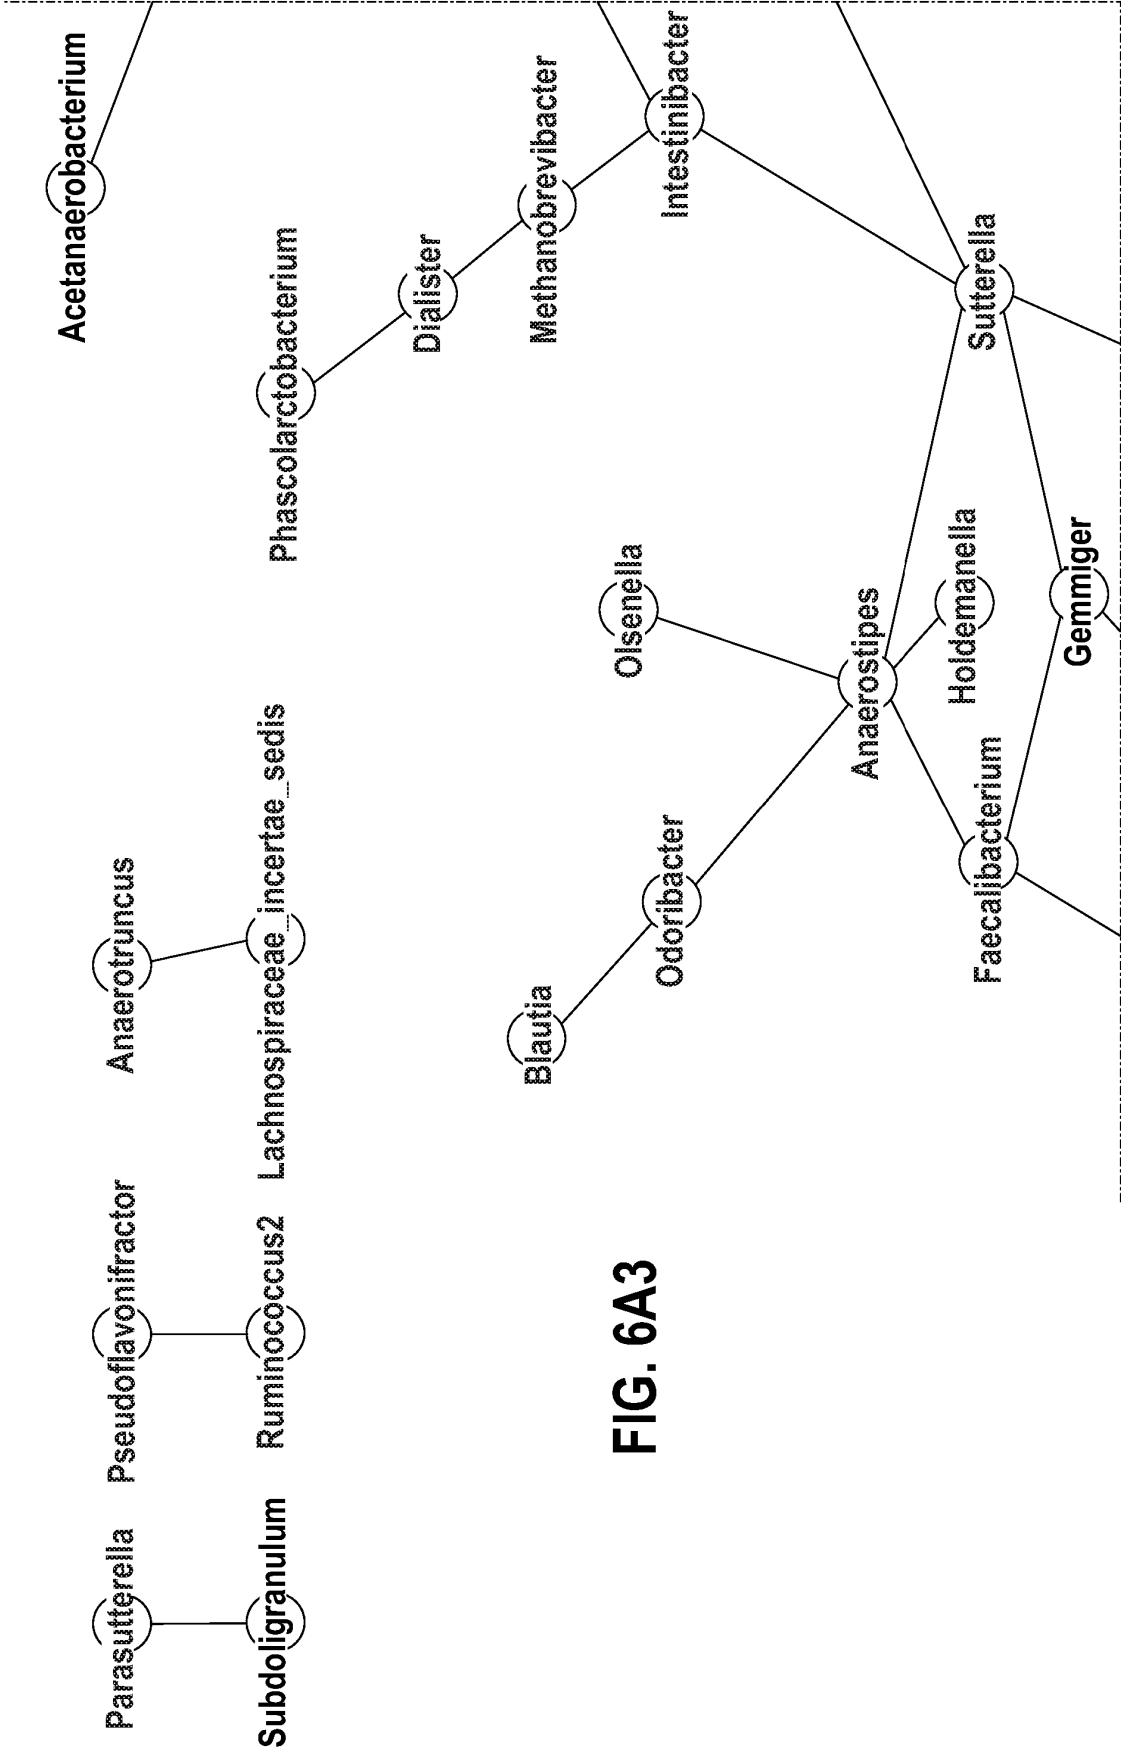 Parasutterella
Subdoligranulum
Pseudoflavonifractor
Ruminococcus2
Anaerotruncus
Lachnospiraceae_incertae_sedis
Acetanaerobacterium
Phascolarctobacterium
Dialister
Methanobrevibacter
Intestinibacter
Blautia
Odoribacter
Olsenella
Anaerostipes
Holdemanella
Sutterella
Faecalibacterium
Gemmiger
FIG. 6A3